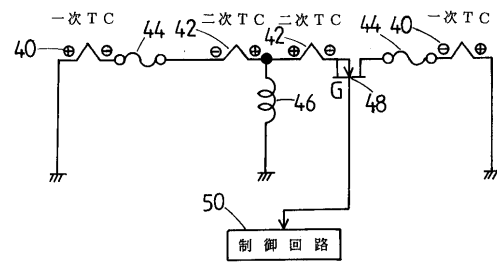 一次TC 二次TC 二次TC 一次TC
40 44 42 42 44 40
⊕ ⊖ ⊖ ⊕ ⊕ ⊖ ⊖ ⊕
46 G 48
50
制御回路